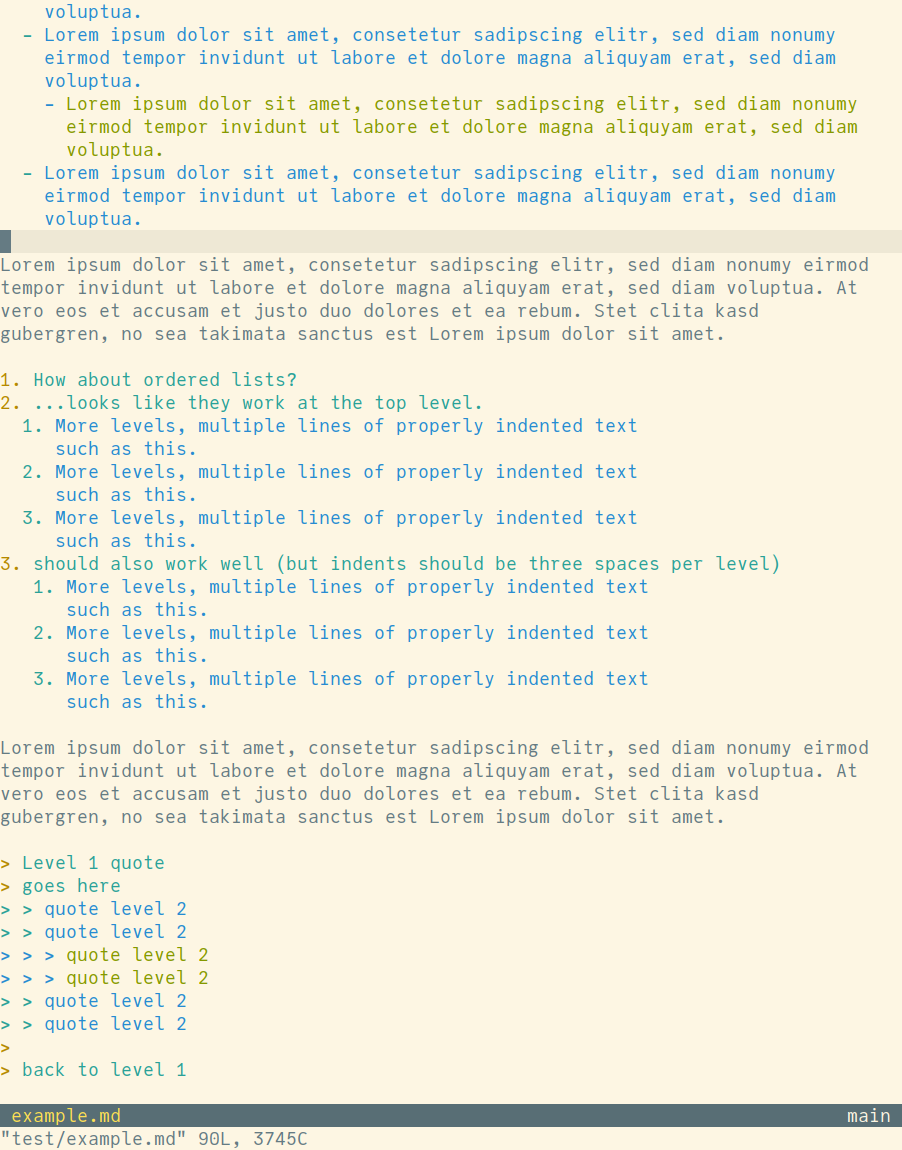 voluptua.
- Lorem ipsum dolor sit amet, consetetur sadipscing elitr, sed diam nonumy
eirmod tempor invidunt ut labore et dolore magna aliquyam erat, sed diam
voluptua.
- Lorem ipsum dolor sit amet, consetetur sadipscing elitr, sed diam nonumy
eirmod tempor invidunt ut labore et dolore magna aliquyam erat, sed diam
voluptua.
- Lorem ipsum dolor sit amet, consetetur sadipscing elitr, sed diam nonumy
eirmod tempor invidunt ut labore et dolore magna aliquyam erat, sed diam
voluptua.
Lorem ipsum dolor sit amet, consetetur sadipscing elitr, sed diam nonumy eirmod
tempor invidunt ut labore et dolore magna aliquyam erat, sed diam voluptua. At
vero eos et accusam et justo duo dolores et ea rebum. Stet clita kasd
gubergren, no sea takimata sanctus est Lorem ipsum dolor sit amet.
1. How about ordered lists?
2. ...looks like they work at the top level.
1. More levels, multiple lines of properly indented text
such as this.
2. More levels, multiple lines of properly indented text
such as this.
3. More levels, multiple lines of properly indented text
such as this.
3. should also work well (but indents should be three spaces per level)
1. More levels, multiple lines of properly indented text
such as this.
2. More levels, multiple lines of properly indented text
such as this.
3. More levels, multiple lines of properly indented text
such as this.
Lorem ipsum dolor sit amet, consetetur sadipscing elitr, sed diam nonumy eirmod
tempor invidunt ut labore et dolore magna aliquyam erat, sed diam voluptua. At
vero eos et accusam et justo duo dolores et ea rebum. Stet clita kasd
gubergren, no sea takimata sanctus est Lorem ipsum dolor sit amet.
> Level 1 quote
> goes here
> > quote level 2
> > quote level 2
> > > quote level 2
> > > quote level 2
> > quote level 2
> > quote level 2
>
> back to level 1
example.md main
"test/example.md" 90L, 3745C